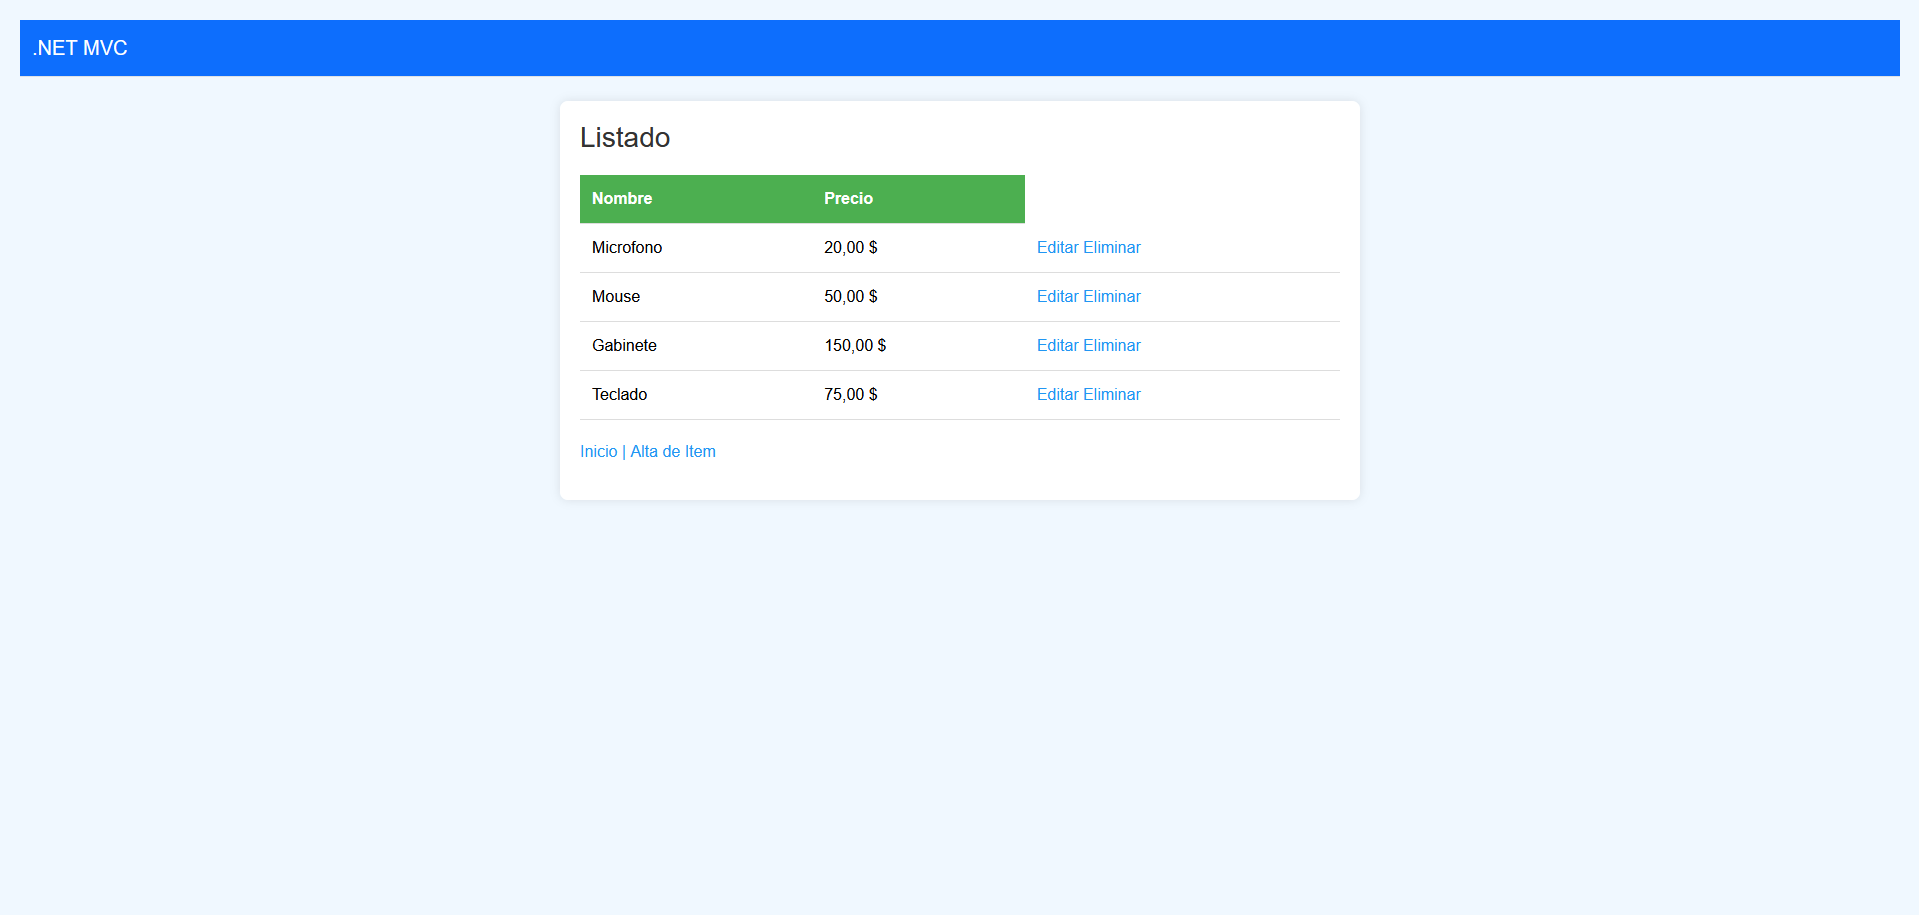 .NET MVC
Listado
Nombre Precio
Microfono 20,00 $ Editar Eliminar
Mouse 50,00 $ Editar Eliminar
Gabinete 150,00 $ Editar Eliminar
Teclado 75,00 $ Editar Eliminar
Inicio | Alta de Item